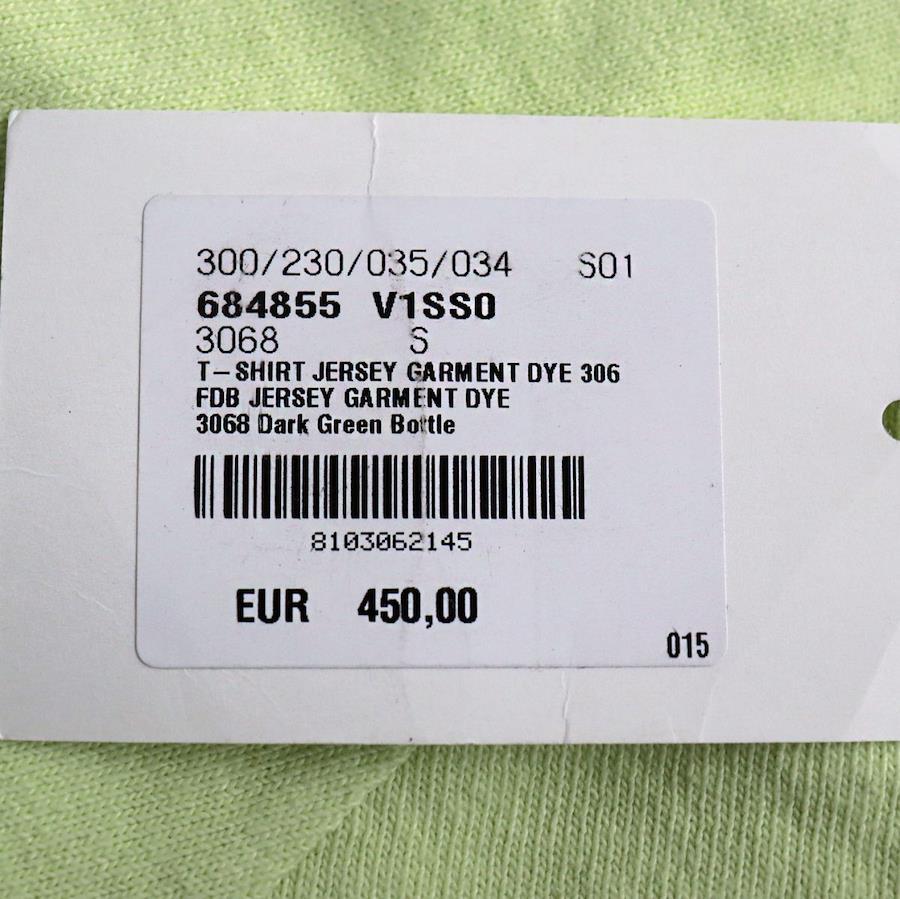 300/230/035/034 S01
684855 V1SS0
3068 S
T-SHIRT JERSEY GARMENT DYE 306
FDB JERSEY GARMENT DYE
3068 Dark Green Bottle
8103062145
EUR 450,00
015